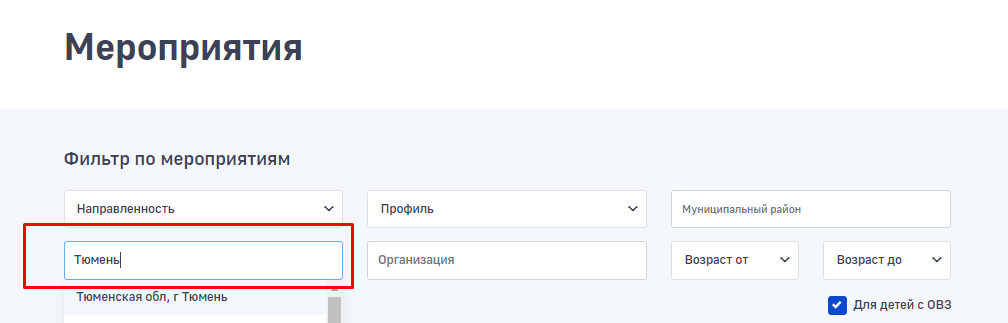 Мероприятия
Фильтр по мероприятиям
Направленность
Профиль
Муниципальный район
Тюмень
Организация
Возраст от
Возраст до
Тюменская обл, г Тюмень
Для детей с ОВЗ